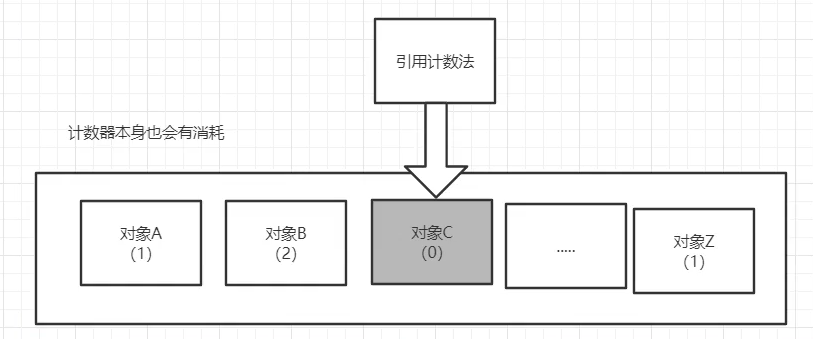 引用计数法
计数器本身也会有消耗
对象A
（1）
对象B
（2）
对象C
（0）
.....
对象Z
（1）